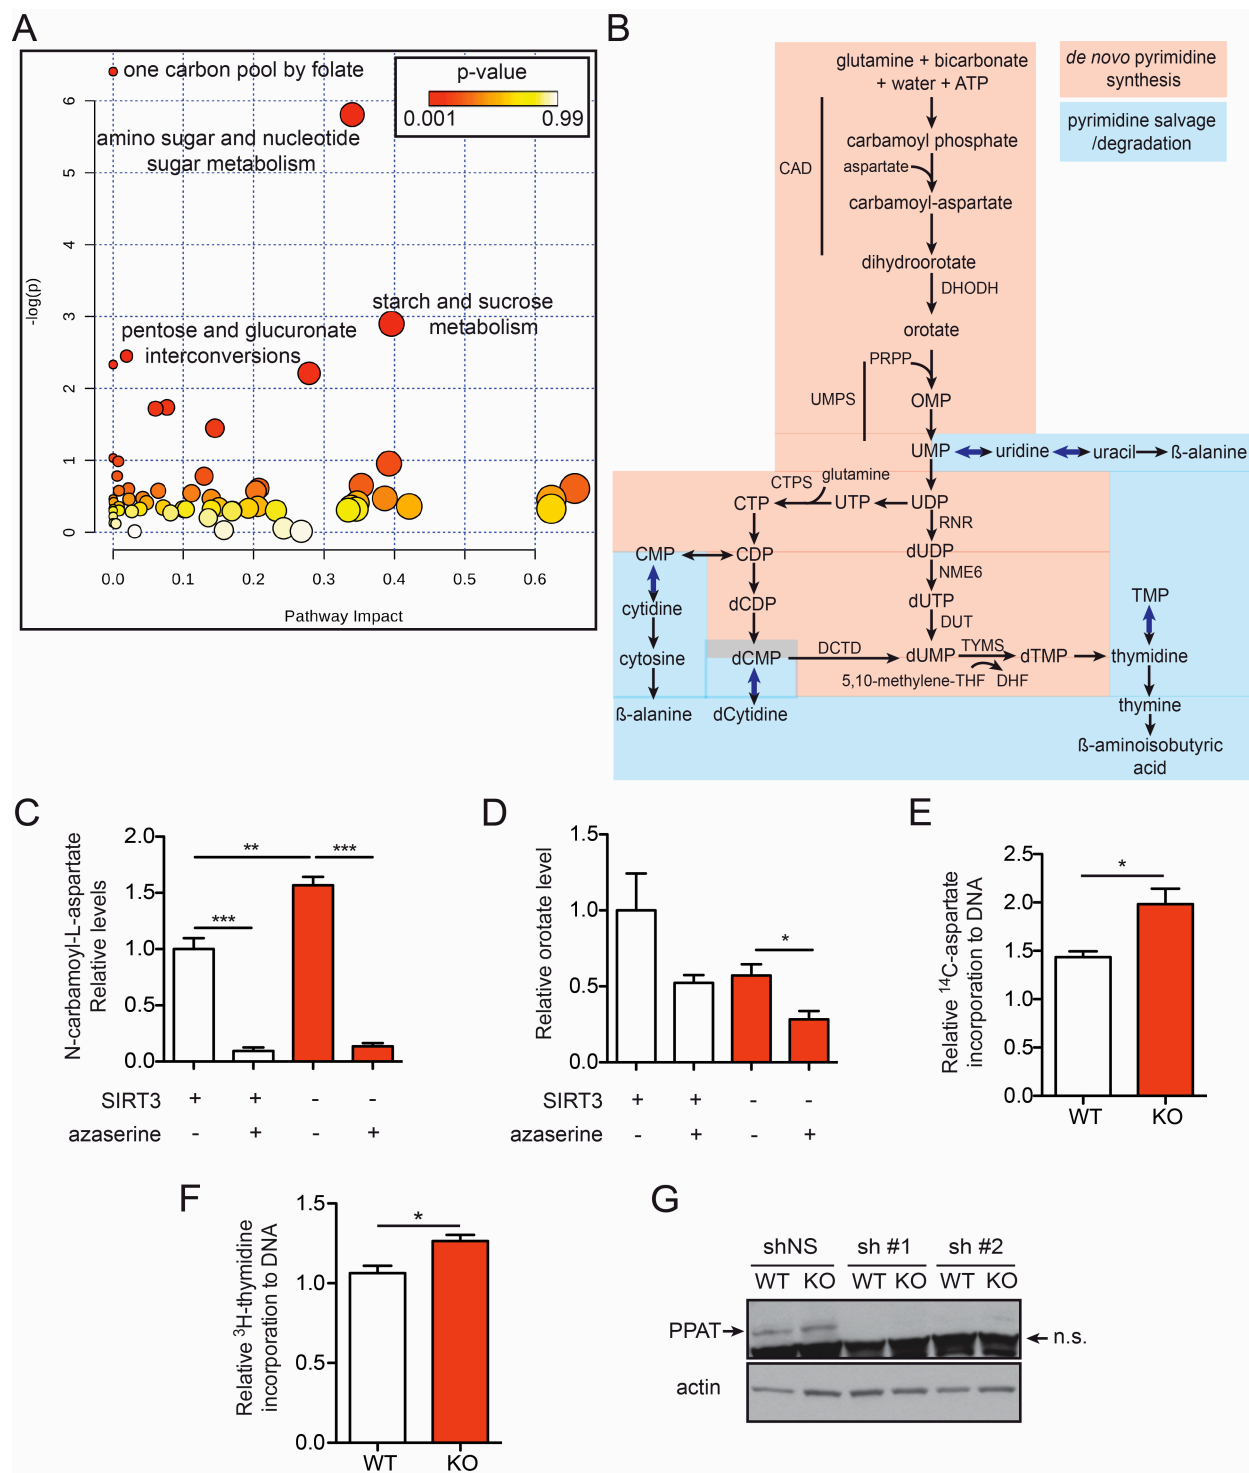 A
one carbon pool by folate
p-value
0.001 0.99
amino sugar and nucleotide
sugar metabolism
starch and sucrose
metabolism
pentose and glucuronate
interconversions
-log(p)
6
5
4
3
2
1
0
0.0 0.1 0.2 0.3 0.4 0.5 0.6
Pathway Impact
B
glutamine + bicarbonate
+ water + ATP
de novo pyrimidine
synthesis
pyrimidine salvage
/degradation
carbamoyl phosphate
CAD
aspartate
carbamoyl-aspartate
dihydroorotate
DHODH
orotate
PRPP
UMPS
OMP
UMP uridine uracil ß-alanine
CTPS glutamine
CTP UTP UDP
RNR
CMP CDP dUDP
NME6
cytidine dCDP dUTP TMP
DUT
cytosine dCMP DCTD dUMP TYMS dTMP thymidine
5,10-methylene-THF DHF
ß-alanine dCytidine thymine
ß-aminoisobutyric
acid
C
N-carbamoyl-L-aspartate
Relative levels
2.0
1.5
1.0
0.5
0.0
** ***
***
SIRT3 + + - -
azaserine - + - +
D
Relative orotate level
1.5
1.0
0.5
0.0
*
SIRT3 + + - -
azaserine - + - +
E
Relative 14C-aspartate
incorporation to DNA
2.5
2.0
1.5
1.0
0.5
0.0
*
WT KO
F
Relative 3H-thymidine
incorporation to DNA
1.5
1.0
0.5
0.0
*
WT KO
G
shNS sh #1 sh #2
WT KO WT KO WT KO
PPAT n.s.
actin